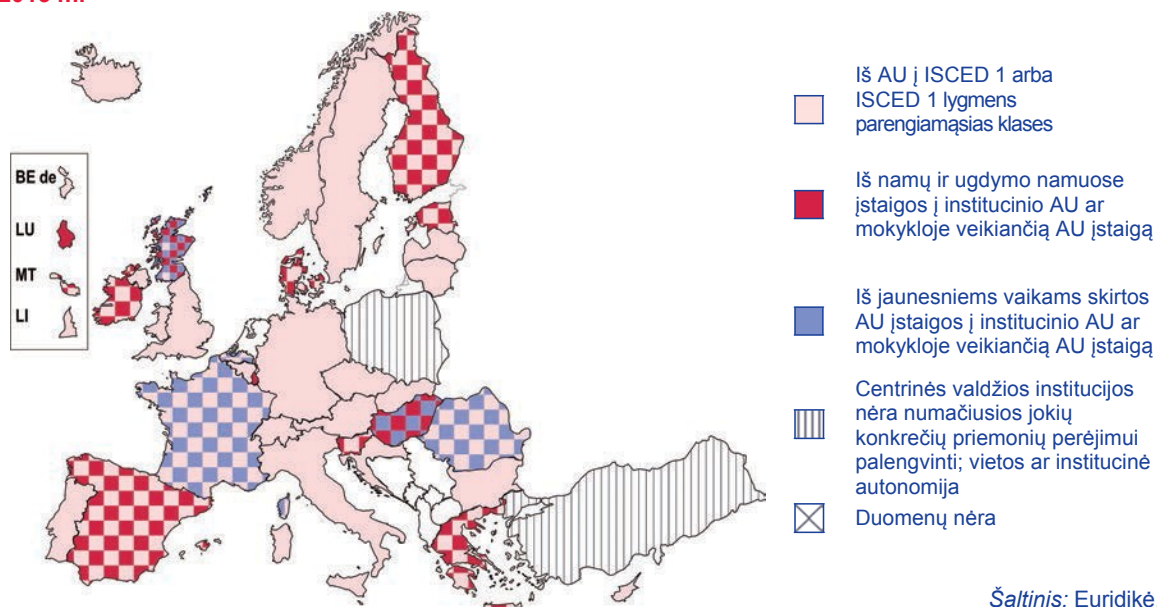 BE de
LU
MT
LI
Iš AU į ISCED 1 arba
ISCED 1 lygmens
parengiamąsias klases
Iš namų ir ugdymo namuose
įstaigos į institucinio AU ar
mokykloje veikiančią AU įstaigą
Iš jaunesniems vaikams skirtos
AU įstaigos į institucinio AU ar
mokykloje veikiančią AU įstaigą
Centrinės valdžios institucijos
nėra numačiusios jokių
konkrečių priemonių perėjimui
palengvinti; vietos ar institucinė
autonomija
Duomenų nėra
Šaltinis: Euridikė